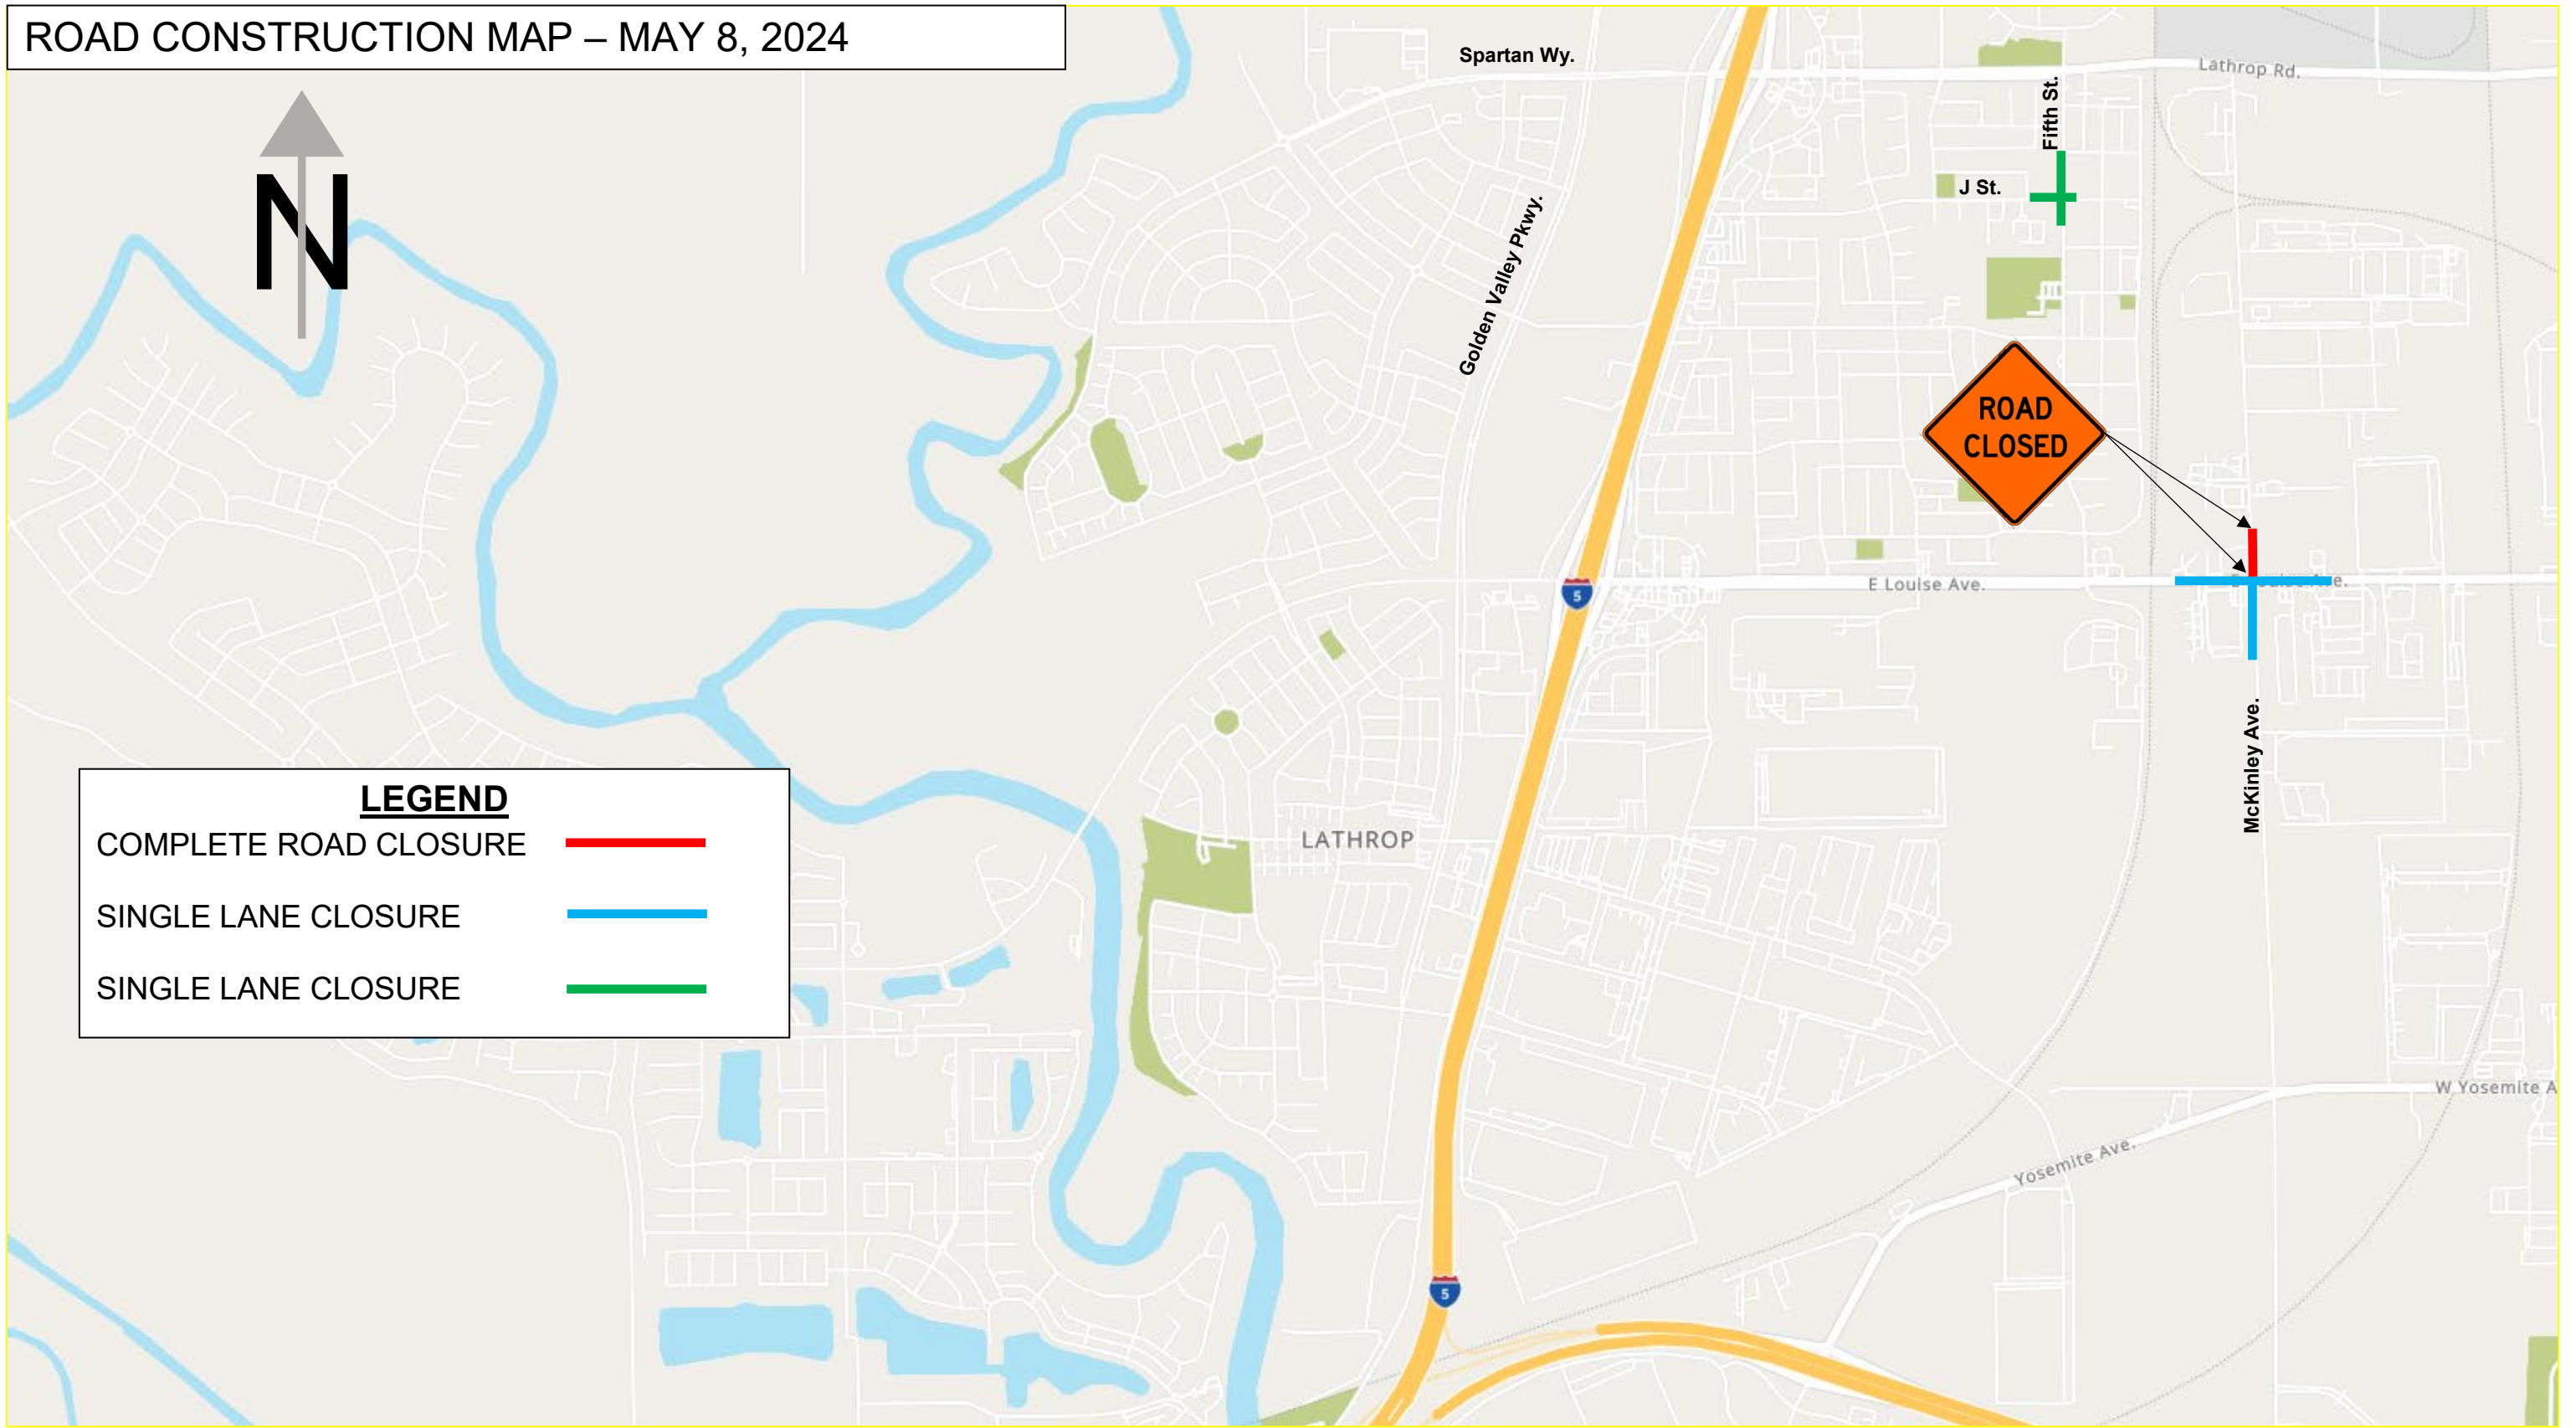 ROAD CONSTRUCTION MAP – MAY 8, 2024
Spartan Wy.
Lathrop Rd.
Fifth St.
N
J St.
Golden Valley Pkwy.
ROAD
CLOSED
5
E Louise Ave.
McKinley Ave.
LEGEND
COMPLETE ROAD CLOSURE
SINGLE LANE CLOSURE
SINGLE LANE CLOSURE
LATHROP
W Yosemite A
Yosemite Ave.
5